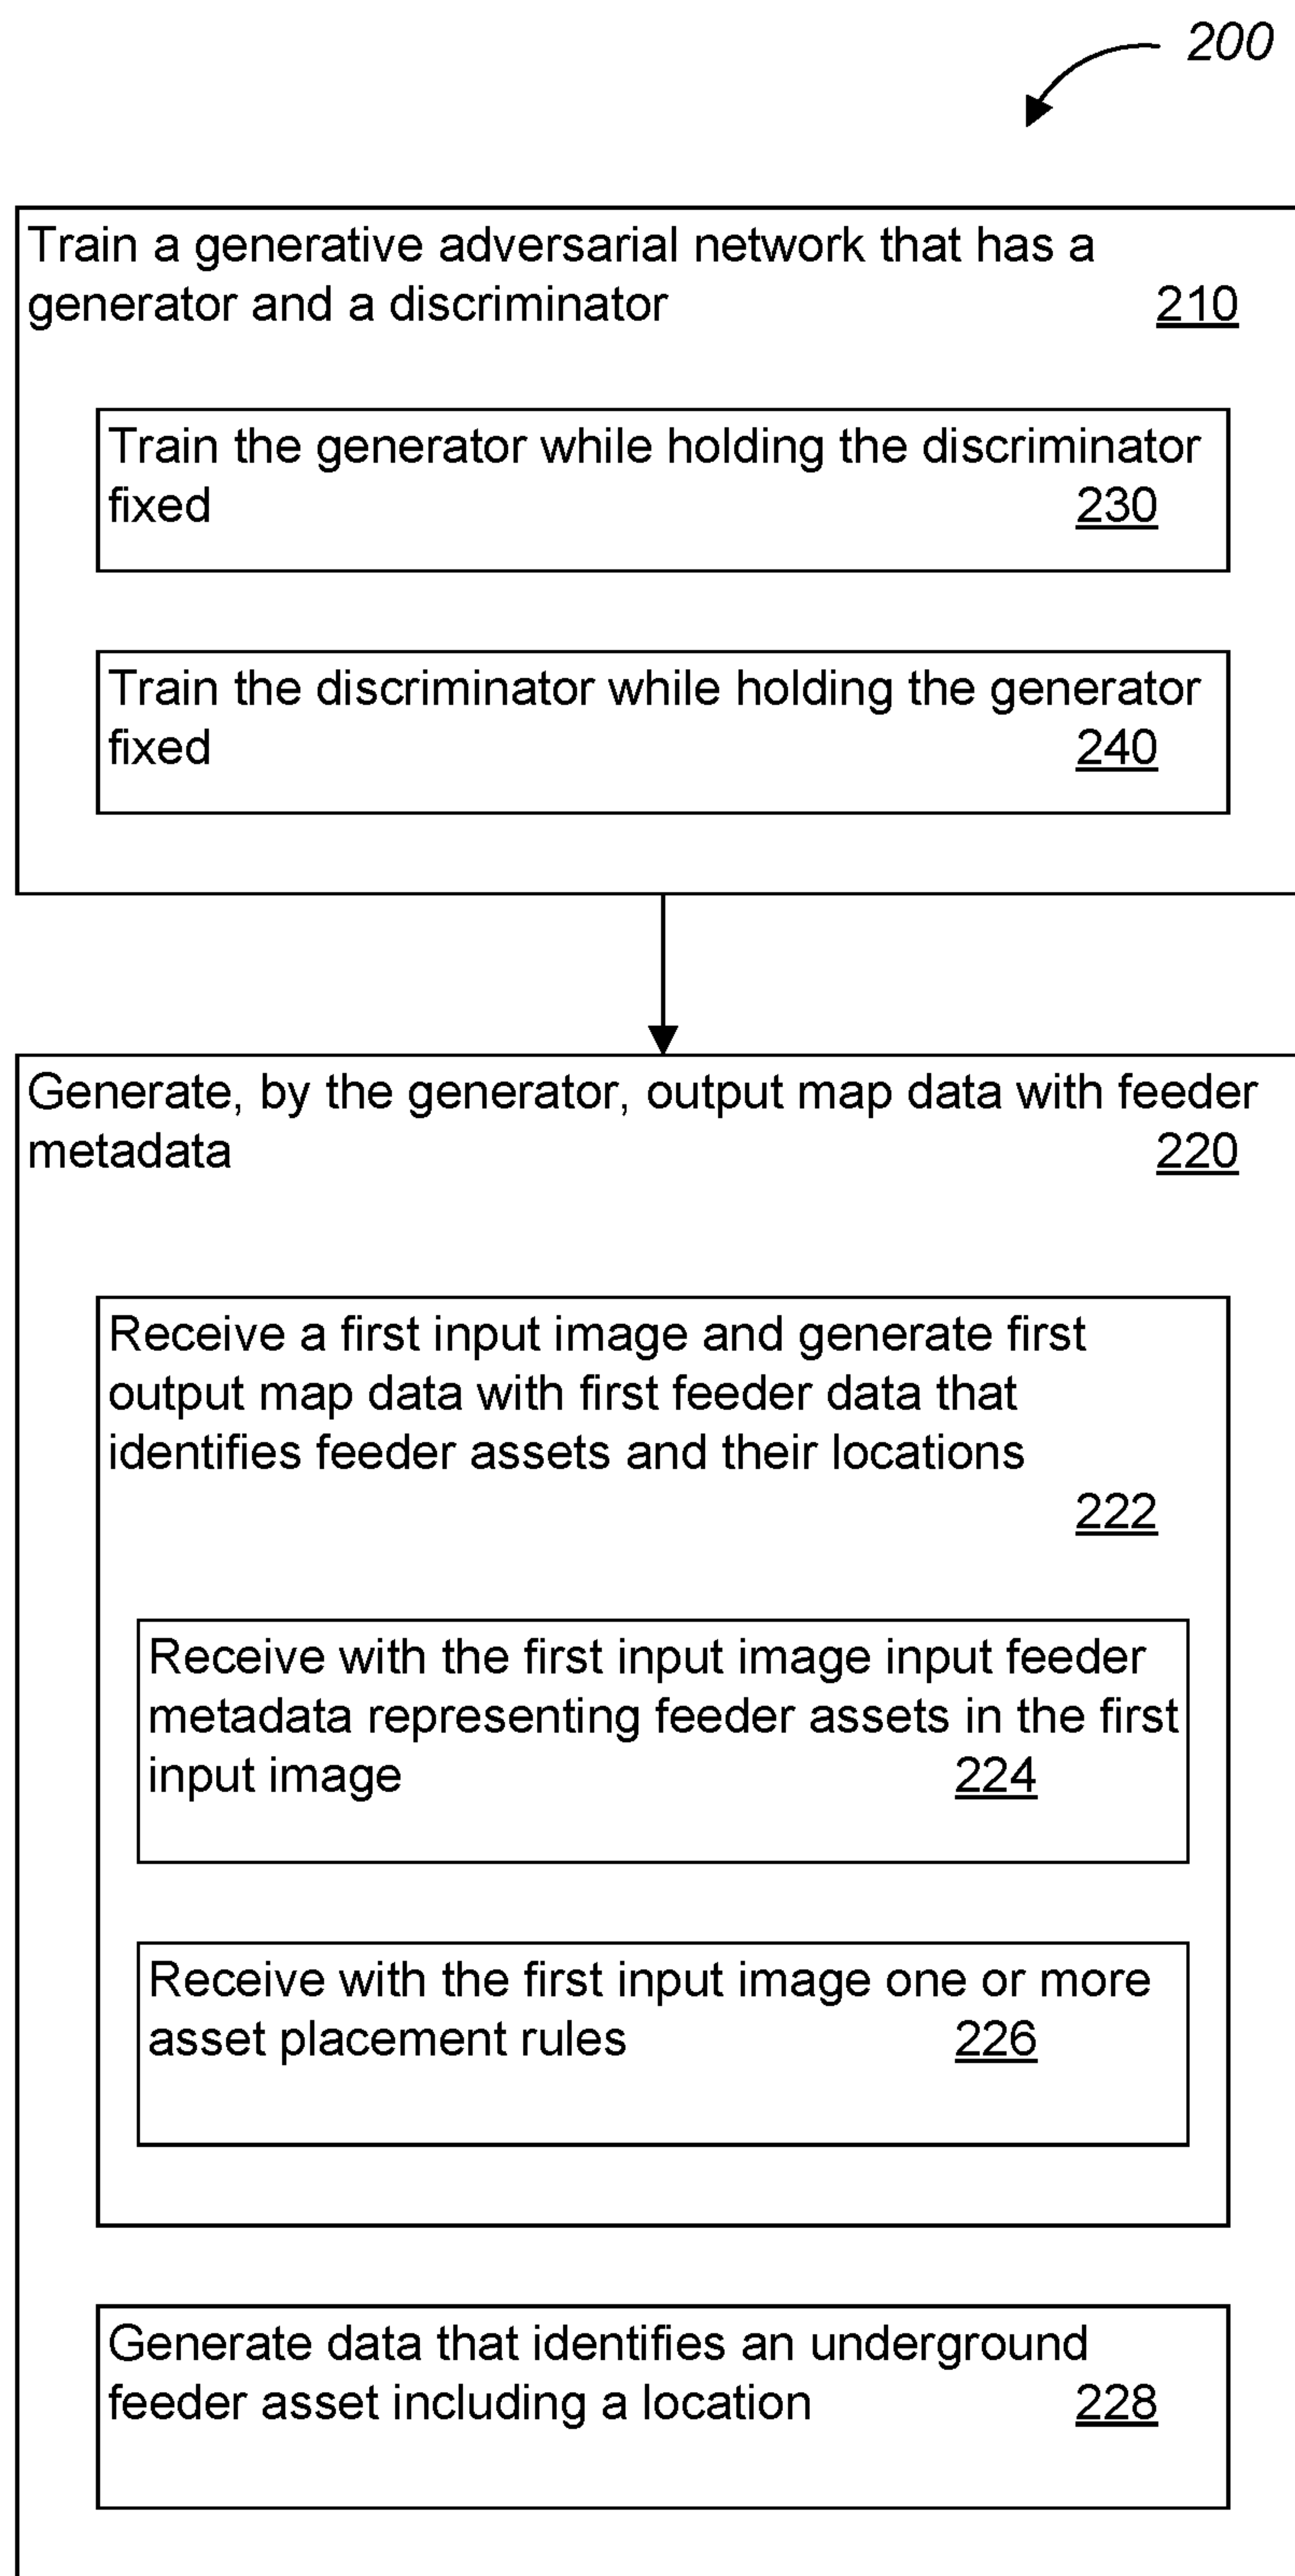 200
Train a generative adversarial network that has a
generator and a discriminator 210
Train the generator while holding the discriminator
fixed 230
Train the discriminator while holding the generator
fixed 240
Generate, by the generator, output map data with feeder
metadata 220
Receive a first input image and generate first
output map data with first feeder data that
identifies feeder assets and their locations
222
Receive with the first input image input feeder
metadata representing feeder assets in the first
input image 224
Receive with the first input image one or more
asset placement rules 226
Generate data that identifies an underground
feeder asset including a location 228